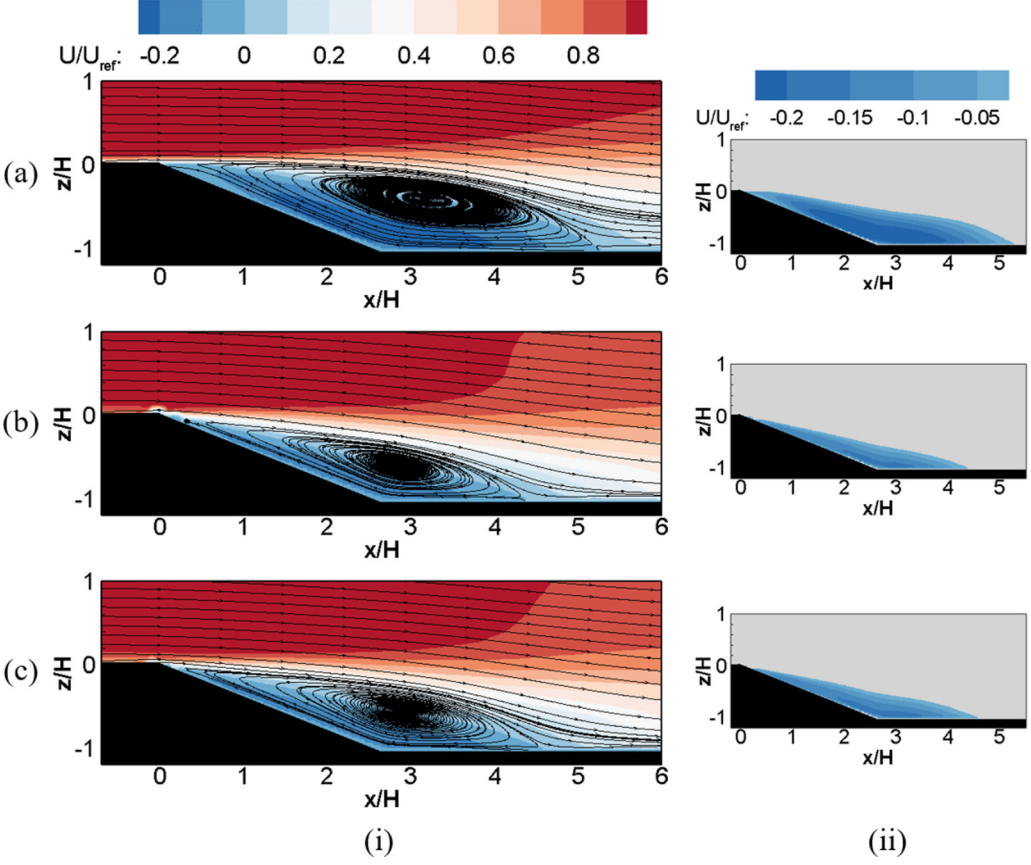 U/Uref: -0.2 0 0.2 0.4 0.6 0.8
U/Uref: -0.2 -0.15 -0.1 -0.05
(a)
z/H
1
0
-1
0 1 2 3 4 5 6
x/H
z/H
1
0
-1
0 1 2 3 4 5
x/H
(b)
z/H
1
0
-1
0 1 2 3 4 5 6
x/H
z/H
1
0
-1
0 1 2 3 4 5
x/H
(c)
z/H
1
0
-1
0 1 2 3 4 5 6
x/H
z/H
1
0
-1
0 1 2 3 4 5
x/H
(i)
(ii)